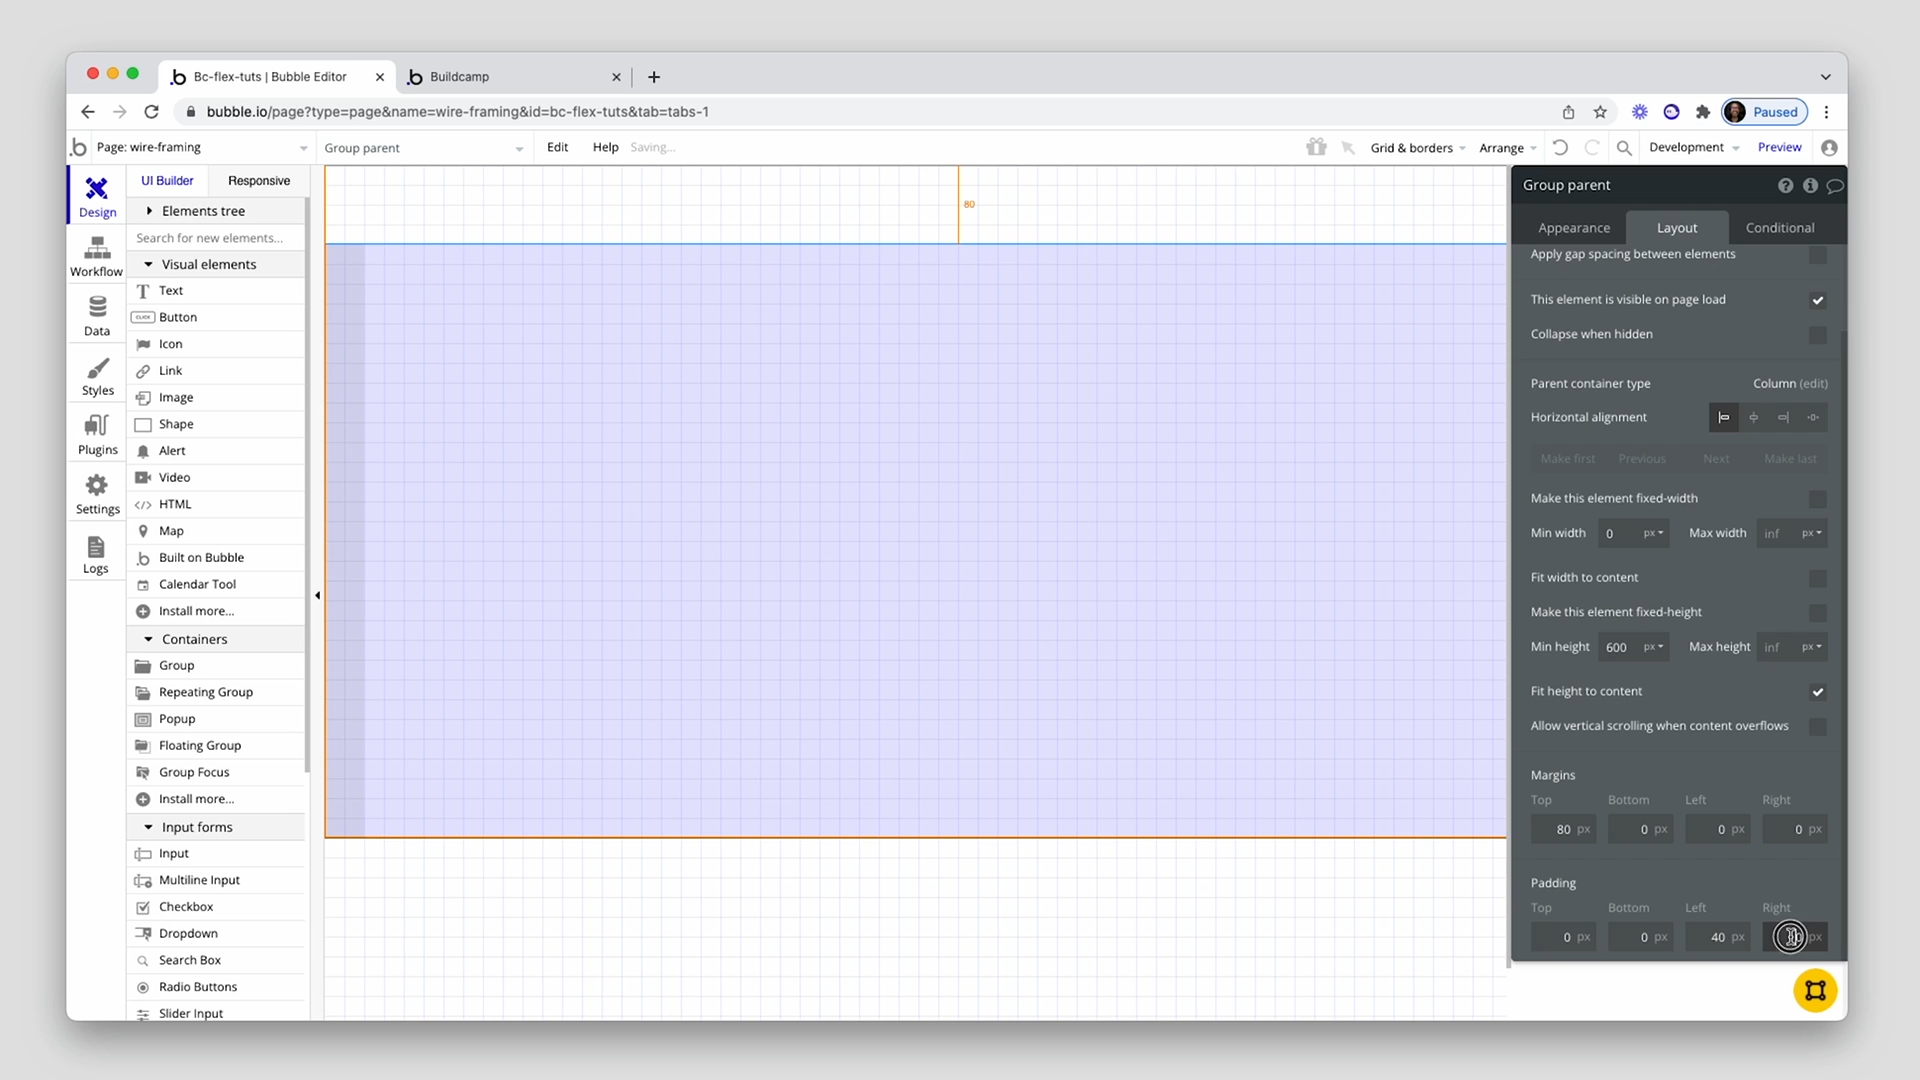 Bc-flex-tuts | Bubble Editor
Buildcamp
bubble.io/page?type=page&name=wire-framing&id=bc-flex-tuts&tab=tabs-1
Paused
Page: wire-framing
Group parent
Edit
Help
Saving...
Grid & borders
Arrange
Development
Preview
Design
Workflow
Data
Styles
Plugins
Settings
Logs
UI Builder
Responsive
Elements tree
Search for new elements...
Visual elements
Text
CLICK
Button
Icon
Link
Image
Shape
Alert
Video
HTML
Map
Built on Bubble
Calendar Tool
Install more...
Containers
Group
Repeating Group
Popup
Floating Group
Group Focus
Install more...
Input forms
Input
Multiline Input
Checkbox
Dropdown
Search Box
Radio Buttons
Slider Input
80
Group parent
Appearance
Layout
Conditional
Apply gap spacing between elements
This element is visible on page load
Collapse when hidden
Parent container type Column (edit)
Horizontal alignment
Make first Previous Next Make last
Make this element fixed-width
Min width 0 px Max width inf px
Fit width to content
Make this element fixed-height
Min height 600 px Max height inf px
Fit height to content
Allow vertical scrolling when content overflows
Margins
Top Bottom Left Right
80 px 0 px 0 px 0 px
Padding
Top Bottom Left Right
0 px 0 px 40 px px